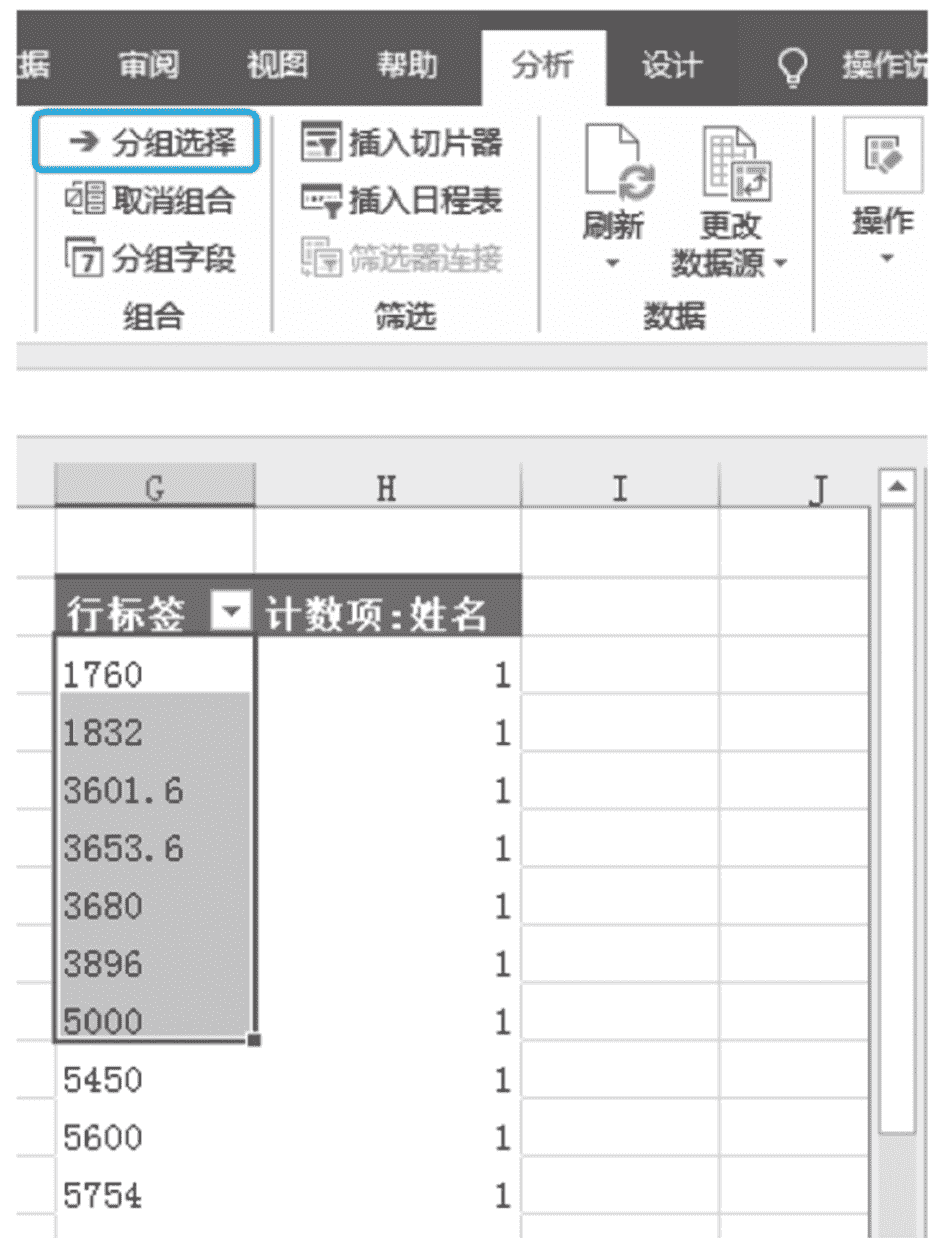 据 审阅 视图 帮助 分析 设计 操作说
分组选择 插入切片器
取消组合 插入日程表 刷新 更改 操作
7 分组字段 筛选器连接 数据源
组合 筛选 数据
G H I J
行标签 计数项:姓名
1760 1
1832 1
3601.6 1
3653.6 1
3680 1
3896 1
5000 1
5450 1
5600 1
5754 1